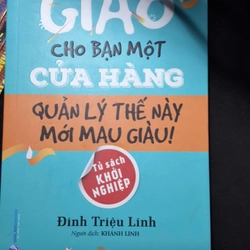 GIAO
CHO BẠN MỘT
CỬA HÀNG
QUẢN LÝ THẾ NÀY
MỚI MAU GIÀU!
Tủ sách
KHỞI
NGHIỆP
Đinh Triệu Linh
Người dịch: KHÁNH LINH